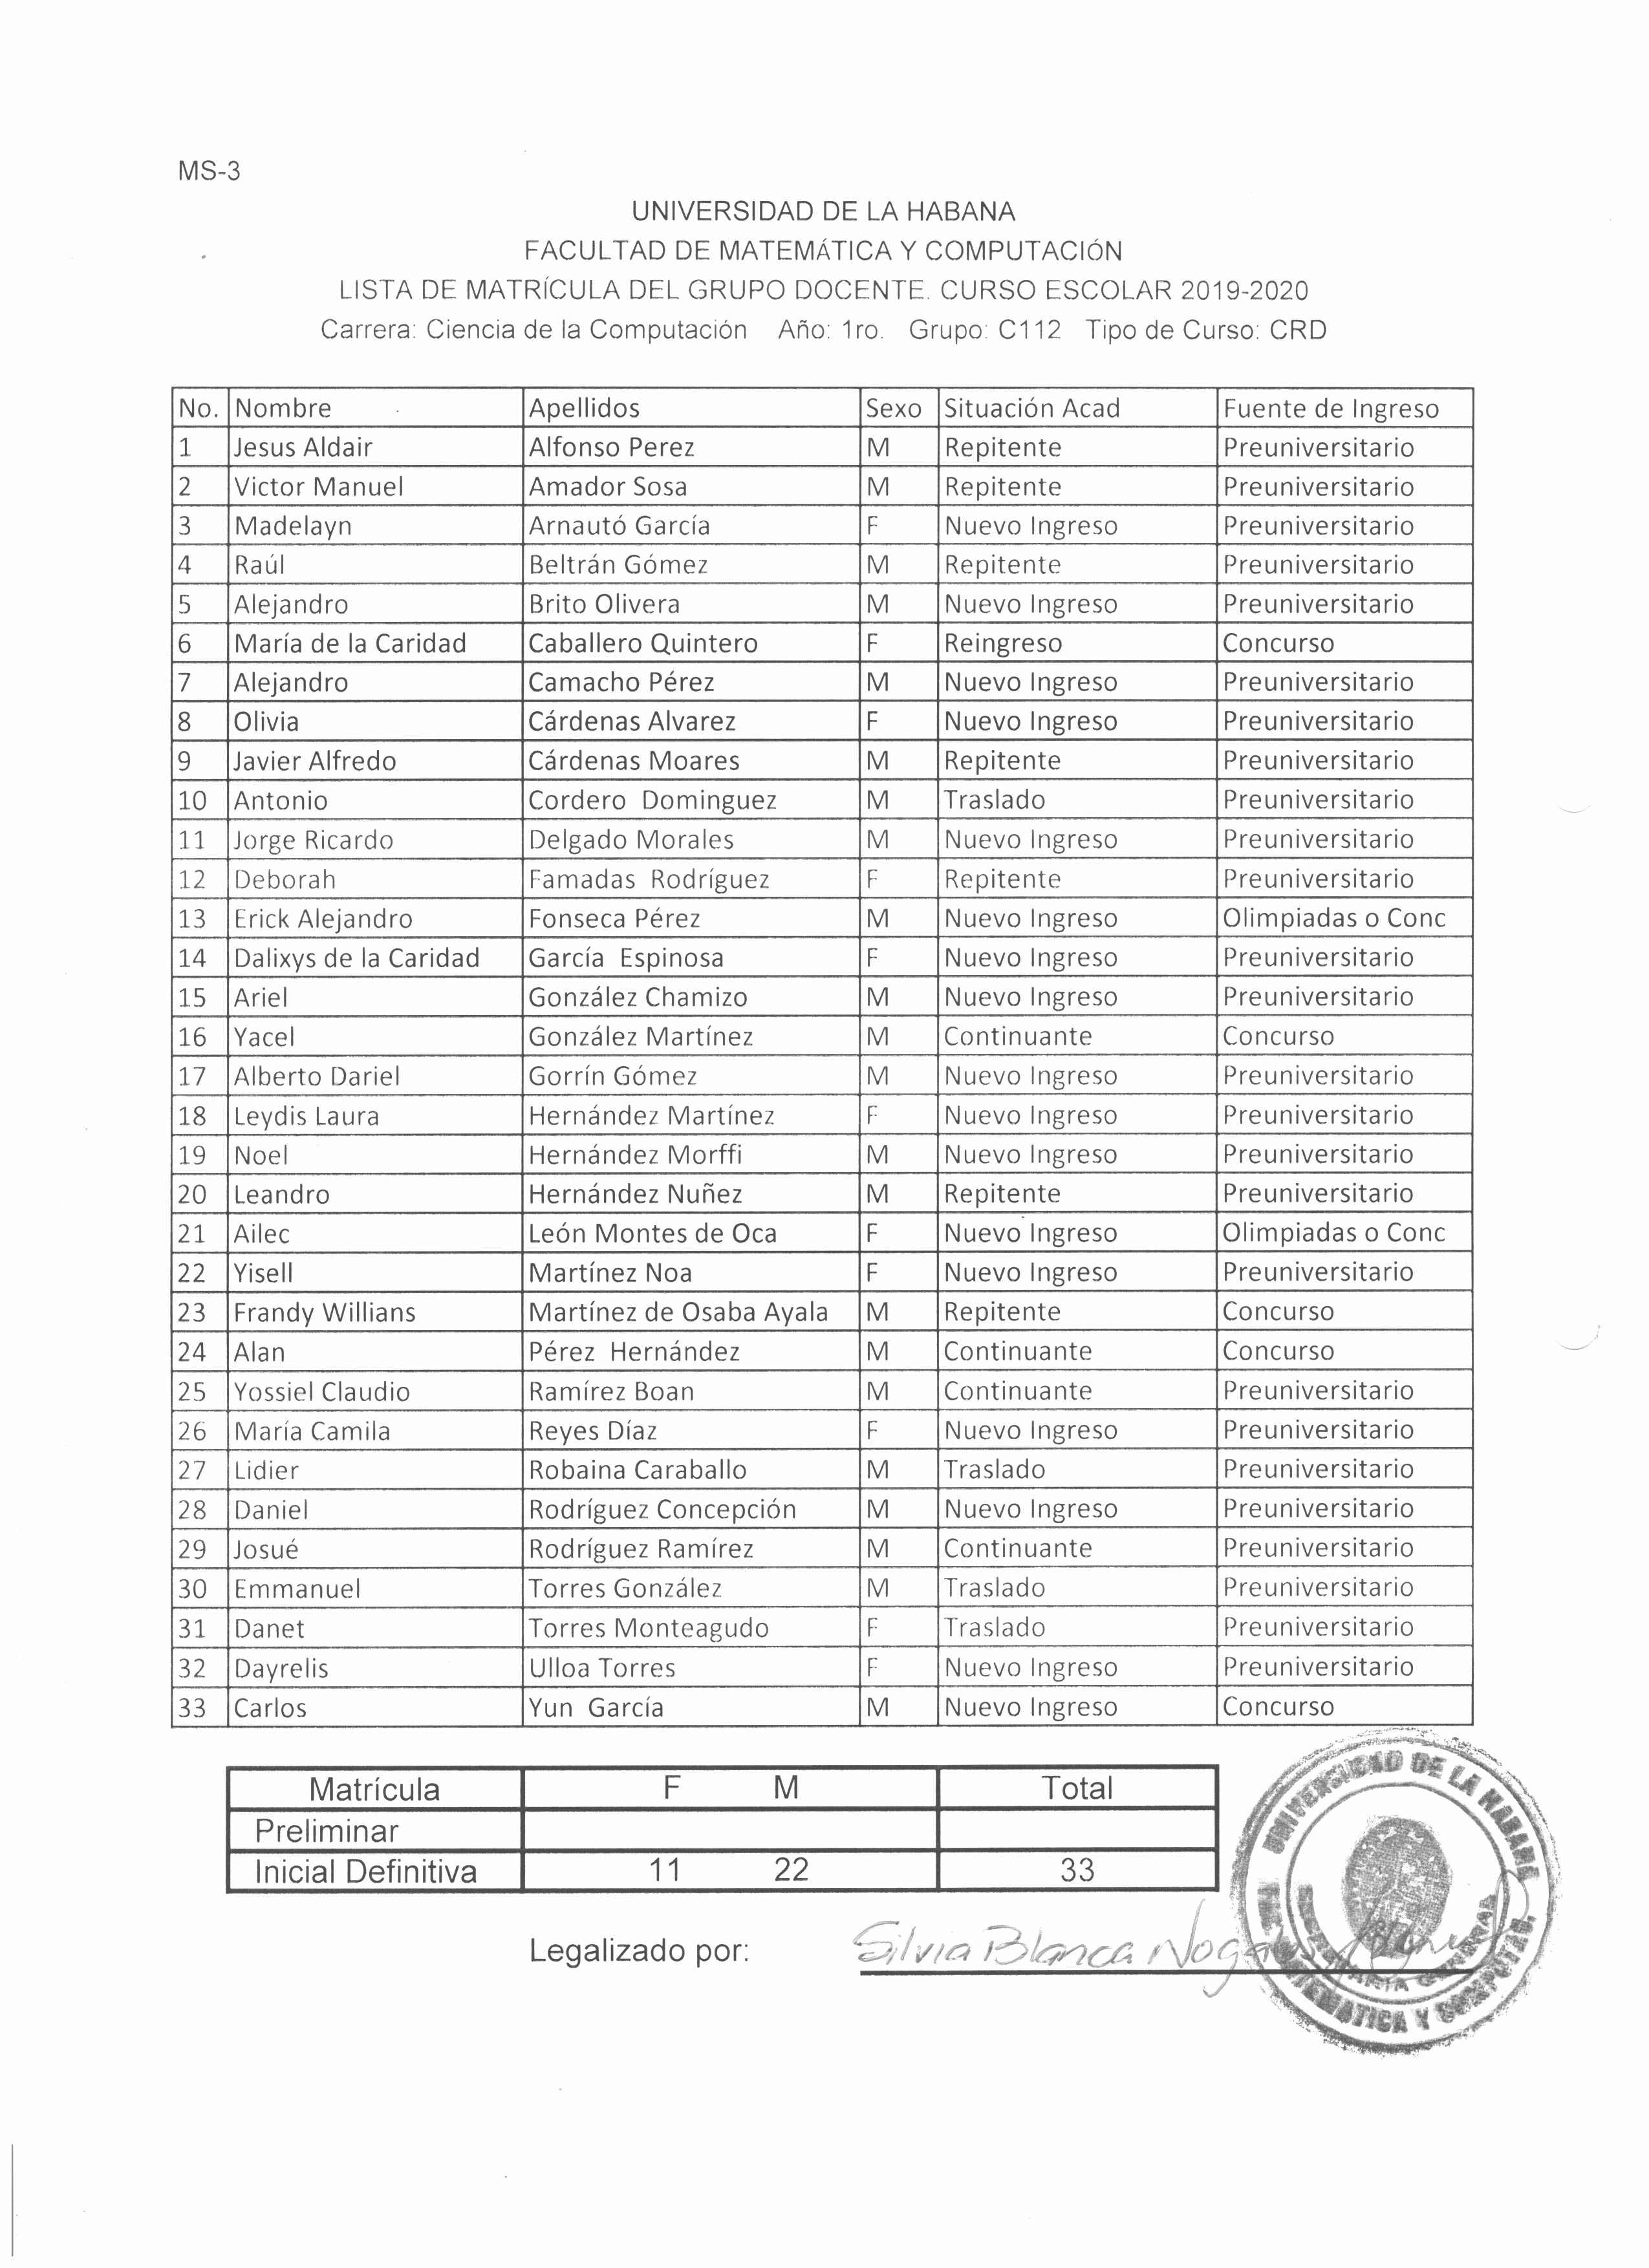 MS-3
UNIVERSIDAD DE LA HABANA
FACULTAD DE MATEMÁTICA Y COMPUTACIÓN
LISTA DE MATRÍCULA DEL GRUPO DOCENTE. CURSO ESCOLAR 2019-2020
Carrera: Ciencia de la Computación Año: 1ro. Grupo: C112 Tipo de Curso: CRD
No. Nombre Apellidos Sexo Situación Acad Fuente de Ingreso
1 Jesus Aldair Alfonso Perez M Repitente Preuniversitario
2 Victor Manuel Amador Sosa M Repitente Preuniversitario
3 Madelayn Arnautó García F Nuevo Ingreso Preuniversitario
4 Raúl Beltrán Gómez M Repitente Preuniversitario
5 Alejandro Brito Olivera M Nuevo Ingreso Preuniversitario
6 María de la Caridad Caballero Quintero F Reingreso Concurso
7 Alejandro Camacho Pérez M Nuevo Ingreso Preuniversitario
8 Olivia Cárdenas Alvarez F Nuevo Ingreso Preuniversitario
9 Javier Alfredo Cárdenas Moares M Repitente Preuniversitario
10 Antonio Cordero Dominguez M Traslado Preuniversitario
11 Jorge Ricardo Delgado Morales M Nuevo Ingreso Preuniversitario
12 Deborah Famadas Rodríguez F Repitente Preuniversitario
13 Erick Alejandro Fonseca Pérez M Nuevo Ingreso Olimpiadas o Conc
14 Dalixys de la Caridad García Espinosa F Nuevo Ingreso Preuniversitario
15 Ariel González Chamizo M Nuevo Ingreso Preuniversitario
16 Yacel González Martínez M Continuante Concurso
17 Alberto Dariel Gorrín Gómez M Nuevo Ingreso Preuniversitario
18 Leydis Laura Hernández Martínez F Nuevo Ingreso Preuniversitario
19 Noel Hernández Morffi M Nuevo Ingreso Preuniversitario
20 Leandro Hernández Nuñez M Repitente Preuniversitario
21 Ailec León Montes de Oca F Nuevo Ingreso Olimpiadas o Conc
22 Yisell Martínez Noa F Nuevo Ingreso Preuniversitario
23 Frandy Willians Martínez de Osaba Ayala M Repitente Concurso
24 Alan Pérez Hernández M Continuante Concurso
25 Yossiel Claudio Ramírez Boan M Continuante Preuniversitario
26 María Camila Reyes Díaz F Nuevo Ingreso Preuniversitario
27 Lidier Robaina Caraballo M Traslado Preuniversitario
28 Daniel Rodríguez Concepción M Nuevo Ingreso Preuniversitario
29 Josué Rodríguez Ramírez M Continuante Preuniversitario
30 Emmanuel Torres González M Traslado Preuniversitario
31 Danet Torres Monteagudo F Traslado Preuniversitario
32 Dayrelis Ulloa Torres F Nuevo Ingreso Preuniversitario
33 Carlos Yun García M Nuevo Ingreso Concurso
Matrícula F M Total
Preliminar
Inicial Definitiva 11 22 33
Legalizado por: Silvia Blanca
UNIVERSIDAD DE LA HABANA